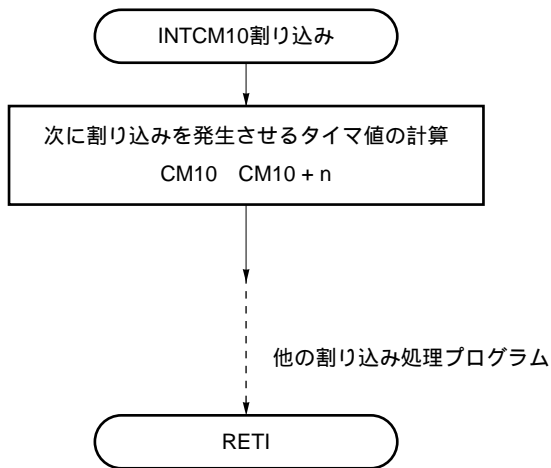 INTCM10割り込み
次に割り込みを発生させるタイマ値の計算
CM10 CM10 + n
他の割り込み処理プログラム
RETI